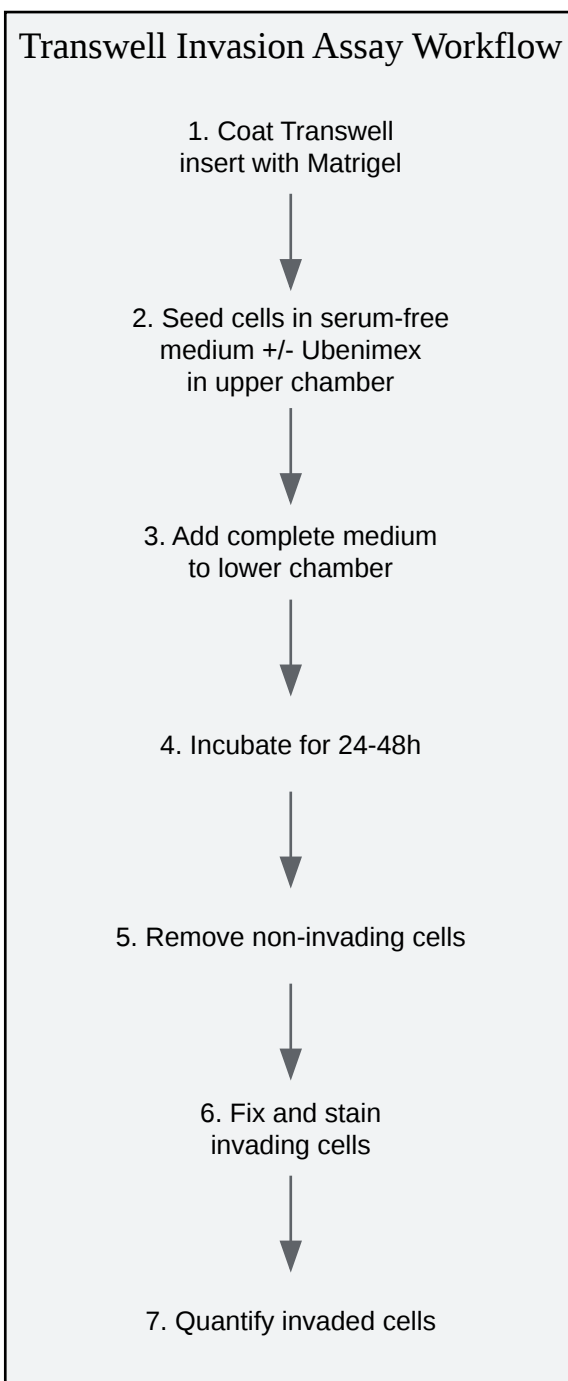 Transwell Invasion Assay Workflow
1. Coat Transwell
insert with Matrigel
2. Seed cells in serum-free
medium +/- Ubenimex
in upper chamber
3. Add complete medium
to lower chamber
4. Incubate for 24-48h
5. Remove non-invading cells
6. Fix and stain
invading cells
7. Quantify invaded cells